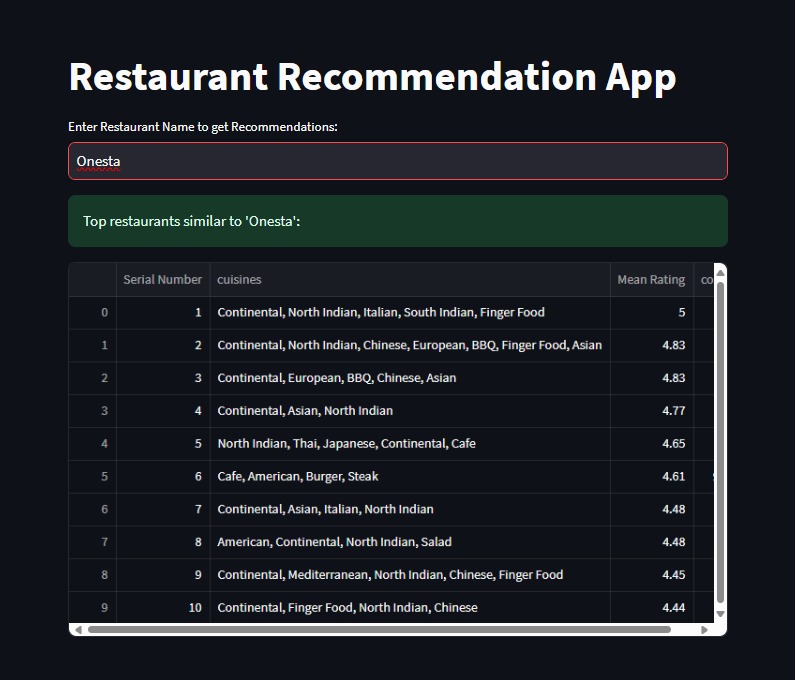 Restaurant Recommendation App
Enter Restaurant Name to get Recommendations:
Onesta
Top restaurants similar to 'Onesta':
Serial Number cuisines Mean Rating co
0 1 Continental, North Indian, Italian, South Indian, Finger Food 5
1 2 Continental, North Indian, Chinese, European, BBQ, Finger Food, Asian 4.83
2 3 Continental, European, BBQ, Chinese, Asian 4.83
3 4 Continental, Asian, North Indian 4.77
4 5 North Indian, Thai, Japanese, Continental, Cafe 4.65
5 6 Cafe, American, Burger, Steak 4.61
6 7 Continental, Asian, Italian, North Indian 4.48
7 8 American, Continental, North Indian, Salad 4.48
8 9 Continental, Mediterranean, North Indian, Chinese, Finger Food 4.45
9 10 Continental, Finger Food, North Indian, Chinese 4.44